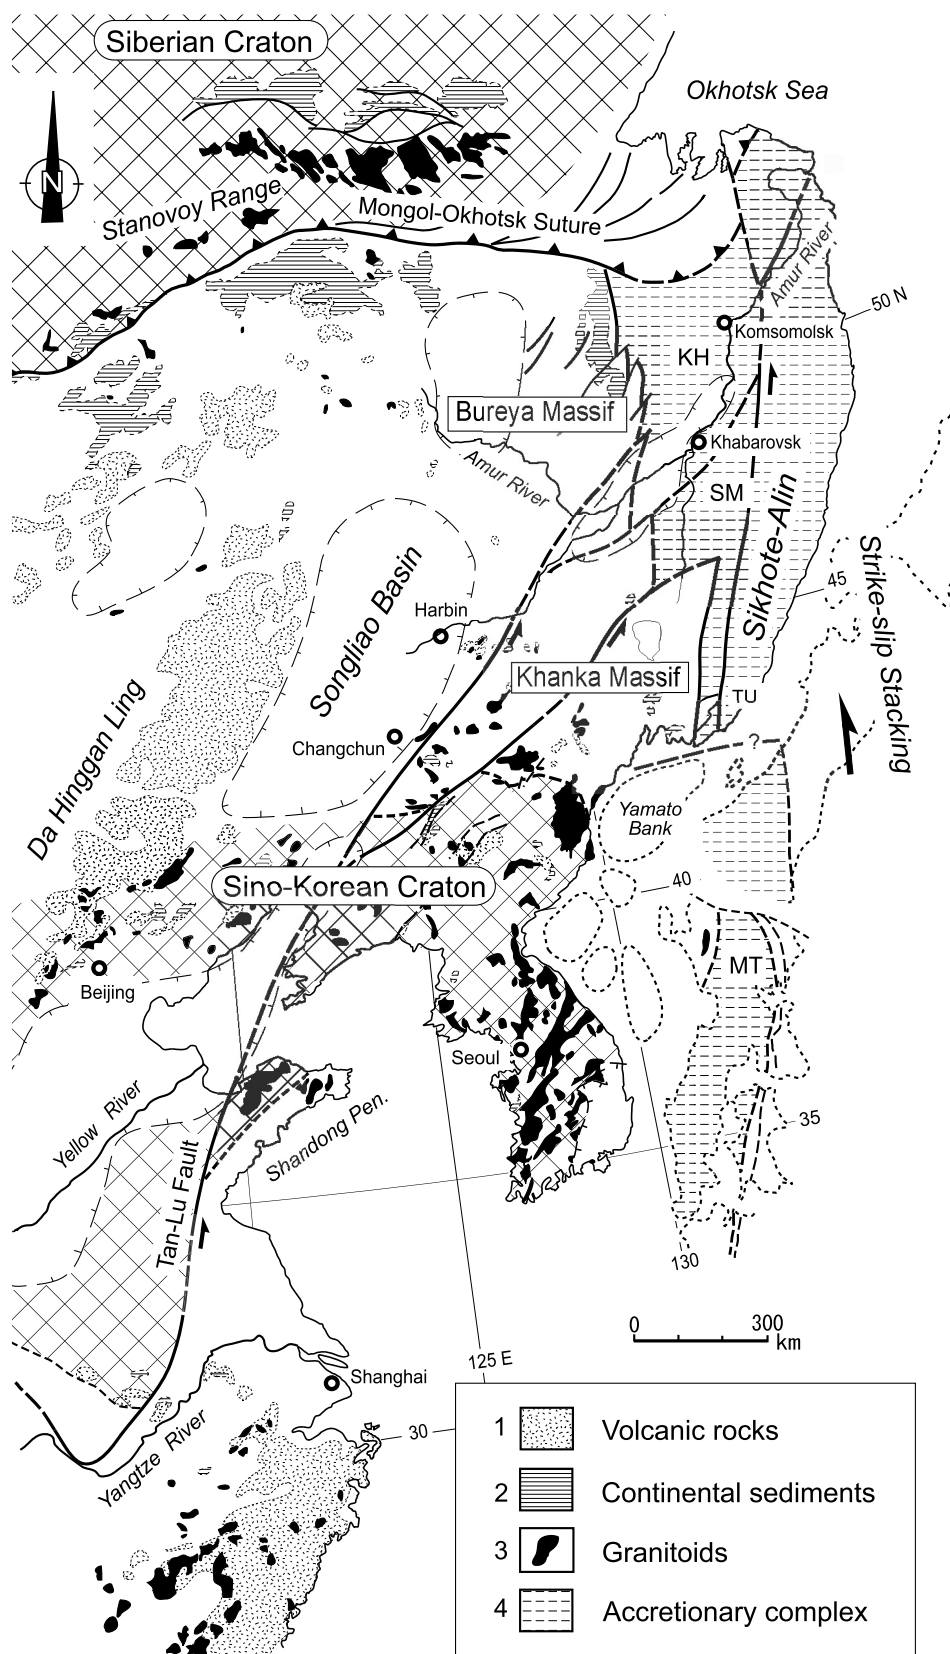 Siberian Craton
Okhotsk Sea
N
Stanovoy Range
Mongol-Okhotsk Suture
Amur River
50 N
Komsomolsk
KH
Bureya Massif
Khabarovsk
Amur River
SM
Sikhote-Alin
Strike-slip Stacking
45
Songliao Basin
Harbin
Khanka Massif
TU
Da Hinggan Ling
Changchun
?
Yamato
Bank
Sino-Korean Craton
40
MT
Beijing
Seoul
Yellow River
Shandong Pen.
35
Tan-Lu Fault
130
0 300
km
125 E
Shanghai
30
Yangtze River
1 Volcanic rocks
2 Continental sediments
3 Granitoids
4 Accretionary complex